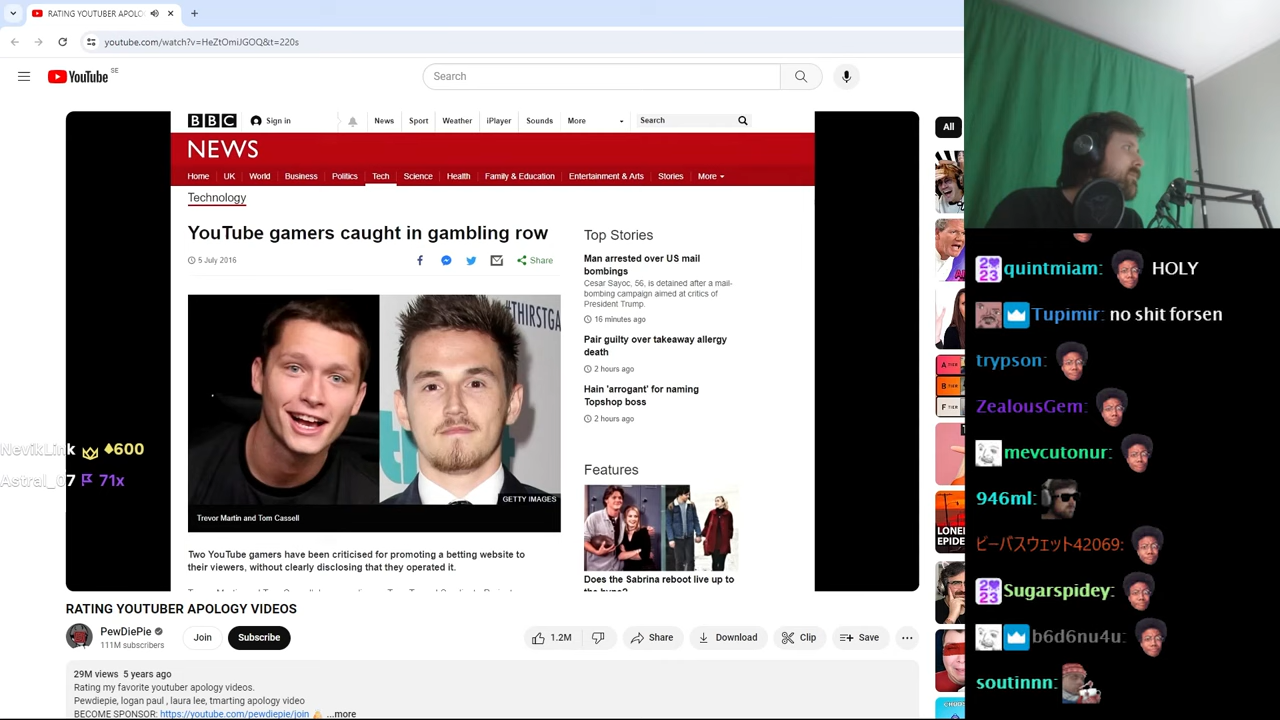 RATING YOUTUBER APOLO
youtube.com/watch?v=HeZtOmiJGOQ&t=220s
YouTube SE
Search
BBC Sign in News Sport Weather iPlayer Sounds More Search
NEWS
Home UK World Business Politics Tech Science Health Family & Education Entertainment & Arts Stories More
Technology
YouTube gamers caught in gambling row
5 July 2016
Share
#THIRSTGA
GETTY IMAGES
Trevor Martin and Tom Cassell
Two YouTube gamers have been criticised for promoting a betting website to
their viewers, without clearly disclosing that they operated it.
Top Stories
Man arrested over US mail
bombings
Cesar Sayoc, 56, is detained after a mail-
bombing campaign aimed at critics of
President Trump.
16 minutes ago
Pair guilty over takeaway allergy
death
2 hours ago
Hain 'arrogant' for naming
Topshop boss
2 hours ago
Features
Does the Sabrina reboot live up to
the hype?
NevikLink 600
Astral_07 71x
RATING YOUTUBER APOLOGY VIDEOS
PewDiePie
111M subscribers
Join
Subscribe
1.2M
Share
Download
Clip
Save
29M views 5 years ago
Rating my favorite youtuber apology videos.
Pewdiepie, logan paul , laura lee, tmarting apology video
BECOME SPONSOR: https://youtube.com/pewdiepie/join 👊 ...more
All
A TIER
B TIER
F TIER
LONEL
EPIDE
quintmiam: HOLY
Tupimir: no shit forsen
trypson:
ZealousGem:
mevcutonur:
946ml:
ビーパスウェット42069:
Sugarspidey:
b6d6nu4u:
soutinnn: